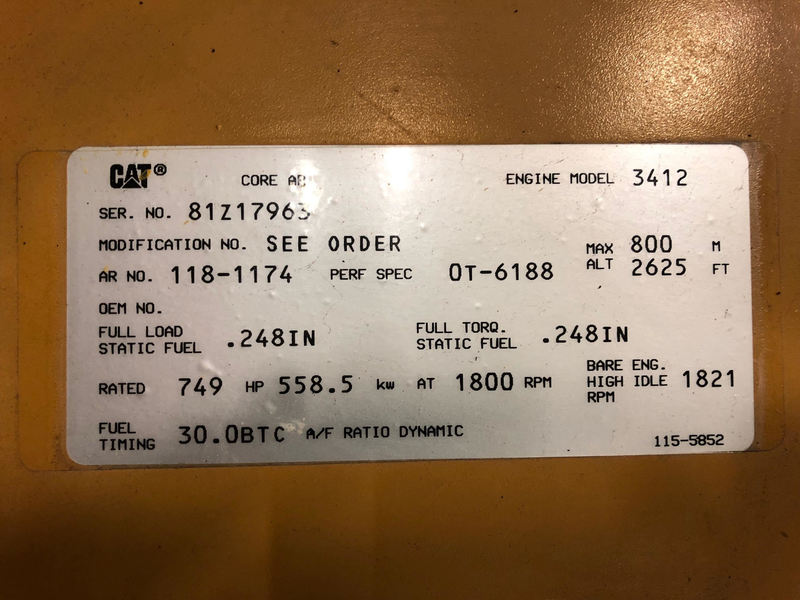 CAT® CORE AR ENGINE MODEL 3412
SER. NO. 81Z17963
MODIFICATION NO. SEE ORDER
MAX ALT 800 M
2625 FT
AR NO. 118-1174 PERF SPEC 0T-6188
OEM NO.
FULL LOAD STATIC FUEL .248IN
FULL TORQ. STATIC FUEL .248IN
RATED 749 HP 558.5 kw AT 1800 RPM
BARE ENG. HIGH IDLE RPM 1821
FUEL TIMING 30.0BTC A/F RATIO DYNAMIC
115-5852